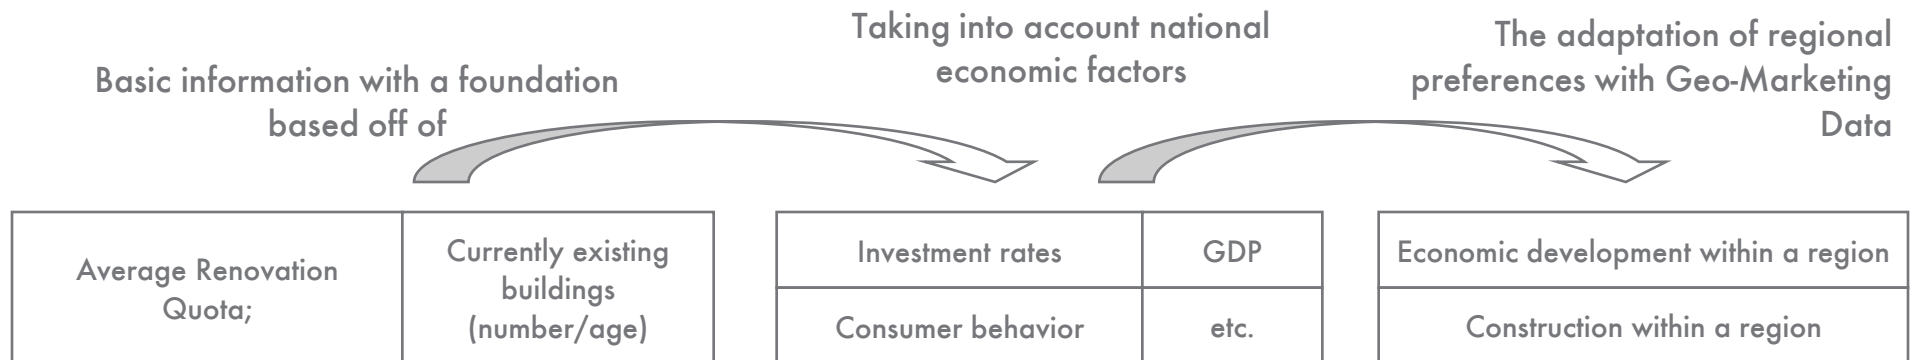 Basic information with a foundation
based off of
Taking into account national
economic factors
The adaptation of regional
preferences with Geo-Marketing
Data
Average Renovation
Quota;
Currently existing
buildings
(number/age)
Investment rates
GDP
Consumer behavior
etc.
Economic development within a region
Construction within a region